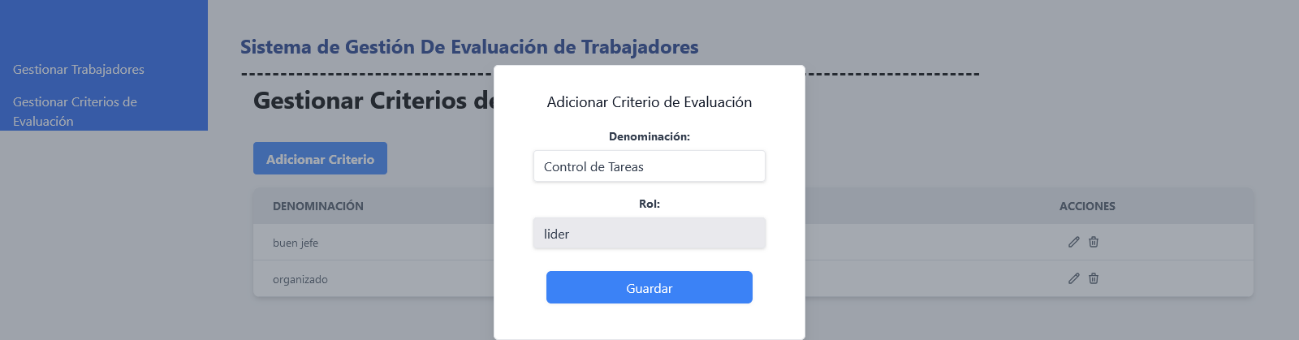 Sistema de Gestión De Evaluación de Trabajadores
Gestionar Trabajadores
Gestionar Criterios de
Evaluación
Gestionar Criterios de
Adicionar Criterio
DENOMINACIÓN
ACCIONES
buen jefe
organizado
Adicionar Criterio de Evaluación
Denominación:
Control de Tareas
Rol:
lider
Guardar